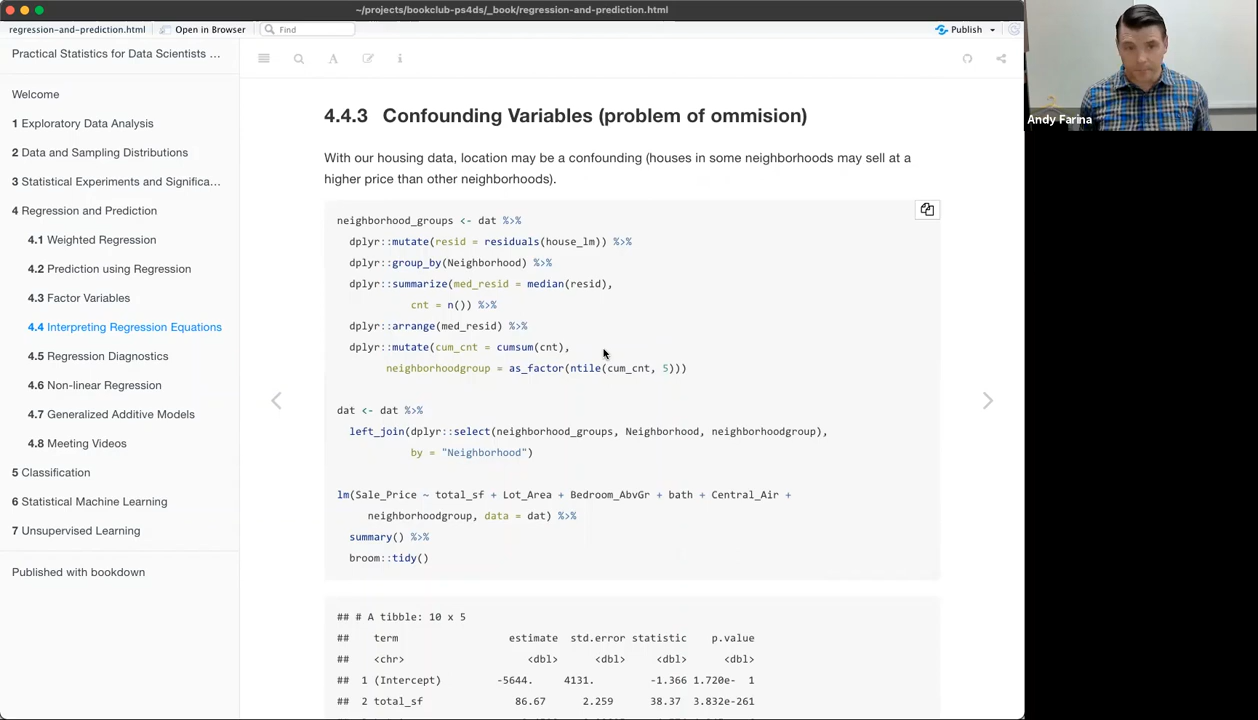 ~/projects/bookclub-ps4ds/_book/regression-and-prediction.html
regression-and-prediction.html
Open in Browser
Find
Publish
Practical Statistics for Data Scientists ...
Welcome
1 Exploratory Data Analysis
2 Data and Sampling Distributions
3 Statistical Experiments and Significa...
4 Regression and Prediction
4.1 Weighted Regression
4.2 Prediction using Regression
4.3 Factor Variables
4.4 Interpreting Regression Equations
4.5 Regression Diagnostics
4.6 Non-linear Regression
4.7 Generalized Additive Models
4.8 Meeting Videos
5 Classification
6 Statistical Machine Learning
7 Unsupervised Learning
Published with bookdown
A
i
4.4.3 Confounding Variables (problem of ommision)
With our housing data, location may be a confounding (houses in some neighborhoods may sell at a
higher price than other neighborhoods).
neighborhood_groups <- dat %>%
dplyr::mutate(resid = residuals(house_lm)) %>%
dplyr::group_by(Neighborhood) %>%
dplyr::summarize(med_resid = median(resid),
cnt = n()) %>%
dplyr::arrange(med_resid) %>%
dplyr::mutate(cum_cnt = cumsum(cnt),
neighborhoodgroup = as_factor(ntile(cum_cnt, 5)))
dat <- dat %>%
left_join(dplyr::select(neighborhood_groups, Neighborhood, neighborhoodgroup),
by = "Neighborhood")
lm(Sale_Price ~ total_sf + Lot_Area + Bedroom_AbvGr + bath + Central_Air +
neighborhoodgroup, data = dat) %>%
summary() %>%
broom::tidy()
## # A tibble: 10 x 5
## term estimate std.error statistic p.value
## <chr> <dbl> <dbl> <dbl> <dbl>
## 1 (Intercept) -5644. 4131. -1.366 1.720e- 1
## 2 total_sf 86.67 2.259 38.37 3.832e-261
Andy Farina